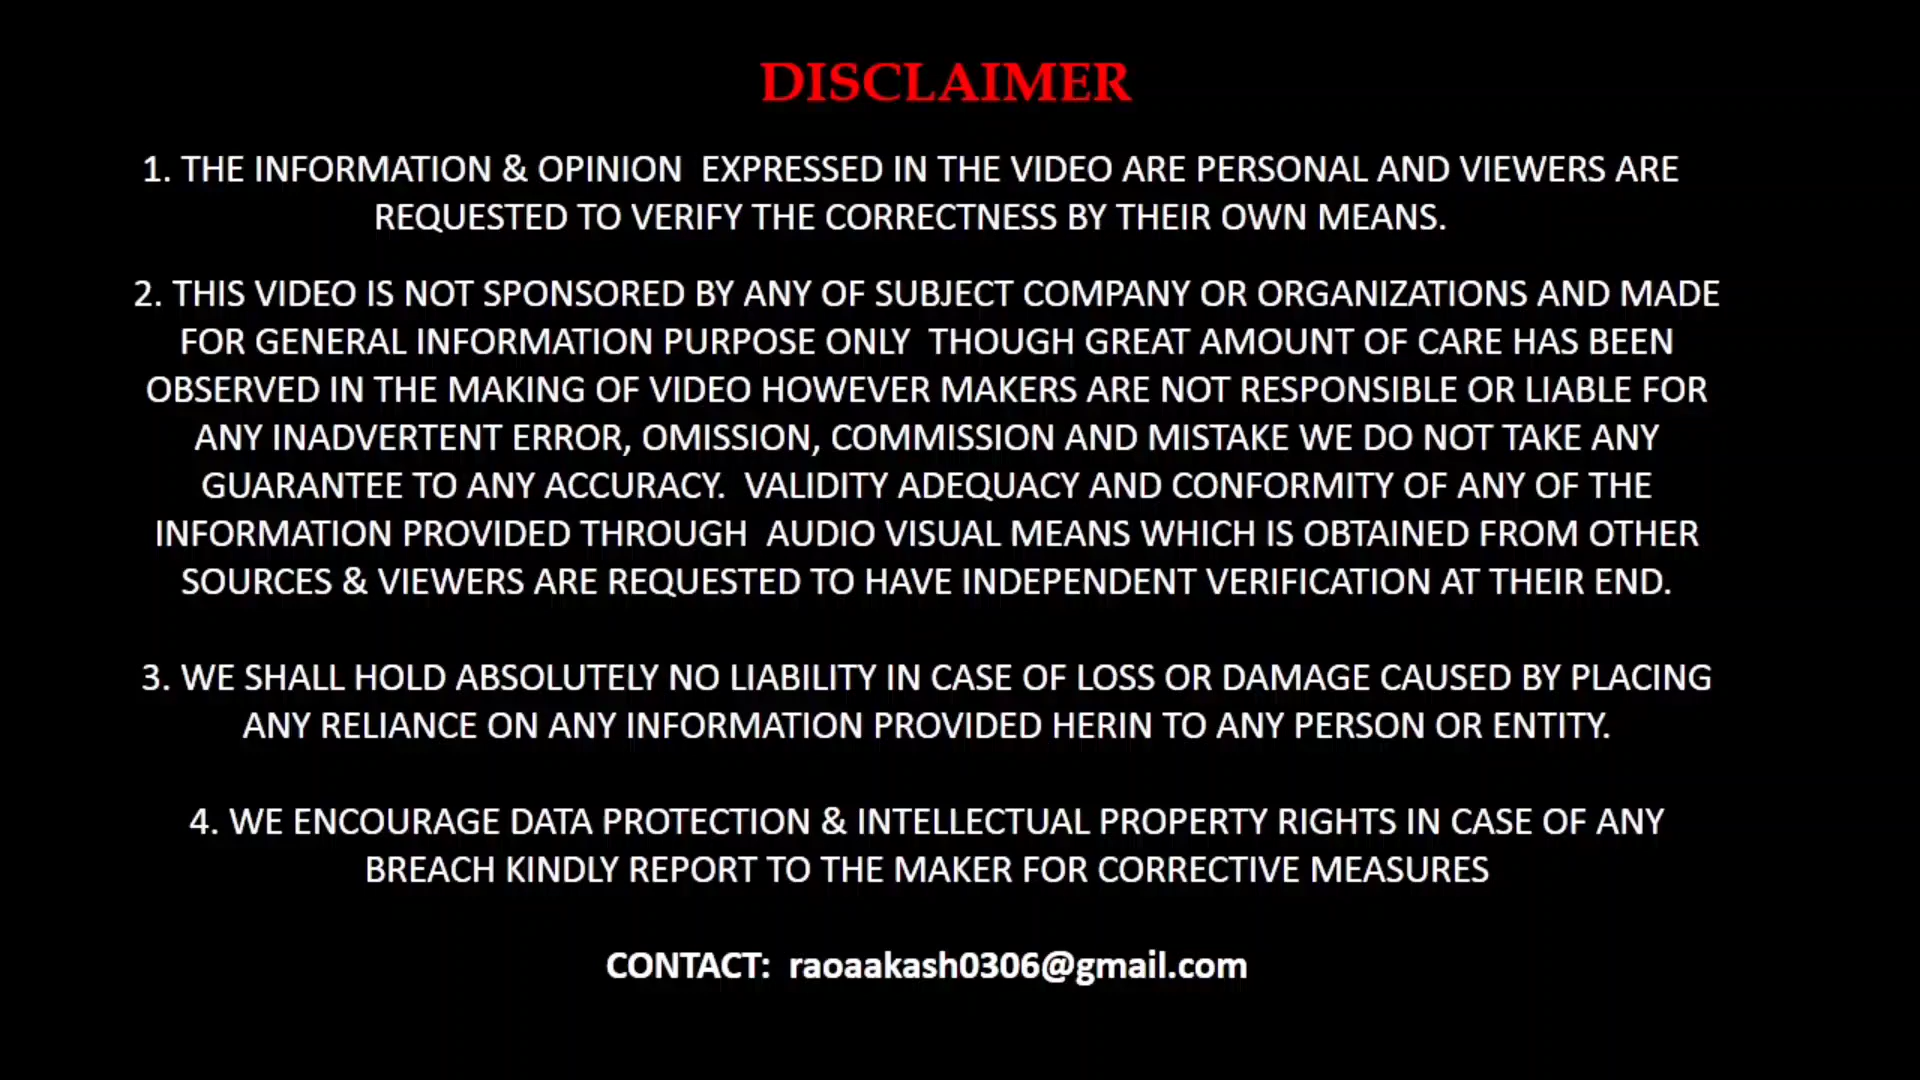 DISCLAIMER
1. THE INFORMATION & OPINION EXPRESSED IN THE VIDEO ARE PERSONAL AND VIEWERS ARE
REQUESTED TO VERIFY THE CORRECTNESS BY THEIR OWN MEANS.
2. THIS VIDEO IS NOT SPONSORED BY ANY OF SUBJECT COMPANY OR ORGANIZATIONS AND MADE
FOR GENERAL INFORMATION PURPOSE ONLY THOUGH GREAT AMOUNT OF CARE HAS BEEN
OBSERVED IN THE MAKING OF VIDEO HOWEVER MAKERS ARE NOT RESPONSIBLE OR LIABLE FOR
ANY INADVERTENT ERROR, OMISSION, COMMISSION AND MISTAKE WE DO NOT TAKE ANY
GUARANTEE TO ANY ACCURACY. VALIDITY ADEQUACY AND CONFORMITY OF ANY OF THE
INFORMATION PROVIDED THROUGH AUDIO VISUAL MEANS WHICH IS OBTAINED FROM OTHER
SOURCES & VIEWERS ARE REQUESTED TO HAVE INDEPENDENT VERIFICATION AT THEIR END.
3. WE SHALL HOLD ABSOLUTELY NO LIABILITY IN CASE OF LOSS OR DAMAGE CAUSED BY PLACING
ANY RELIANCE ON ANY INFORMATION PROVIDED HERIN TO ANY PERSON OR ENTITY.
4. WE ENCOURAGE DATA PROTECTION & INTELLECTUAL PROPERTY RIGHTS IN CASE OF ANY
BREACH KINDLY REPORT TO THE MAKER FOR CORRECTIVE MEASURES
CONTACT: raoaakash0306@gmail.com